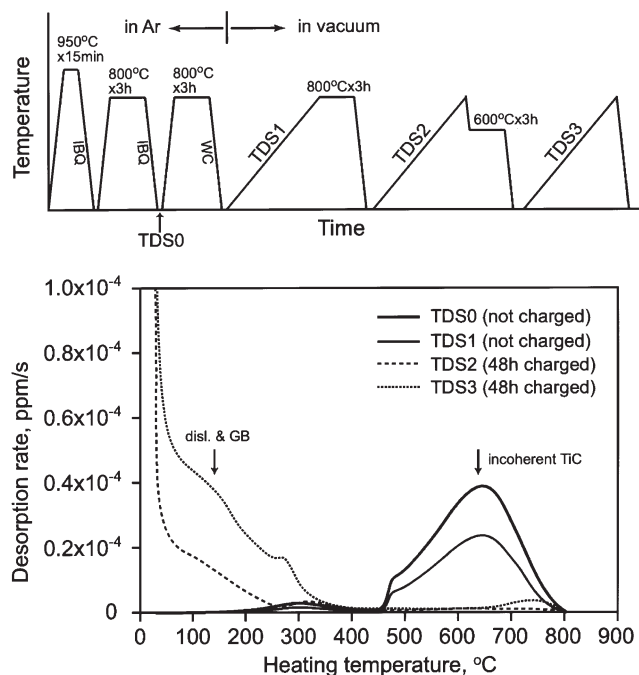 in Ar
in vacuum
950°C
x15min
800°C
x3h
800°C
x3h
800°Cx3h
600°Cx3h
Temperature
IBQ
IBQ
WC
TDS1
TDS2
TDS3
TDS0
Time
Desorption rate, ppm/s
1.0x10-4
0.8x10-4
0.6x10-4
0.4x10-4
0.2x10-4
0
TDS0 (not charged)
TDS1 (not charged)
TDS2 (48h charged)
TDS3 (48h charged)
disl. & GB
incoherent TiC
0 100 200 300 400 500 600 700 800 900
Heating temperature, °C